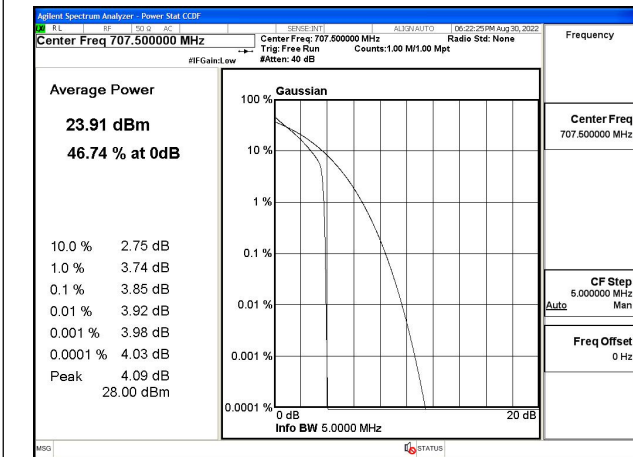 Agilent Spectrum Analyzer - Power Stat CCDF
RL RF 50 Ω AC SENSE:INT ALIGNAUTO 06:22:25PM Aug 30, 2022
Center Freq 707.500000 MHz
Center Freq: 707.500000 MHz Radio Std: None
Trig: Free Run Counts:1.00 M/1.00 Mpt
#IFGain:Low #Atten: 40 dB
Frequency
Average Power
23.91 dBm
46.74 % at 0dB
10.0 % 2.75 dB
1.0 % 3.74 dB
0.1 % 3.85 dB
0.01 % 3.92 dB
0.001 % 3.98 dB
0.0001 % 4.03 dB
Peak 4.09 dB
28.00 dBm
Gaussian
100 %
10 %
1 %
0.1 %
0.01 %
0.001 %
0.0001 %
0 dB 20 dB
Info BW 5.0000 MHz
Center Freq
707.500000 MHz
CF Step
5.000000 MHz
Auto Man
Freq Offset
0 Hz
MSG STATUS